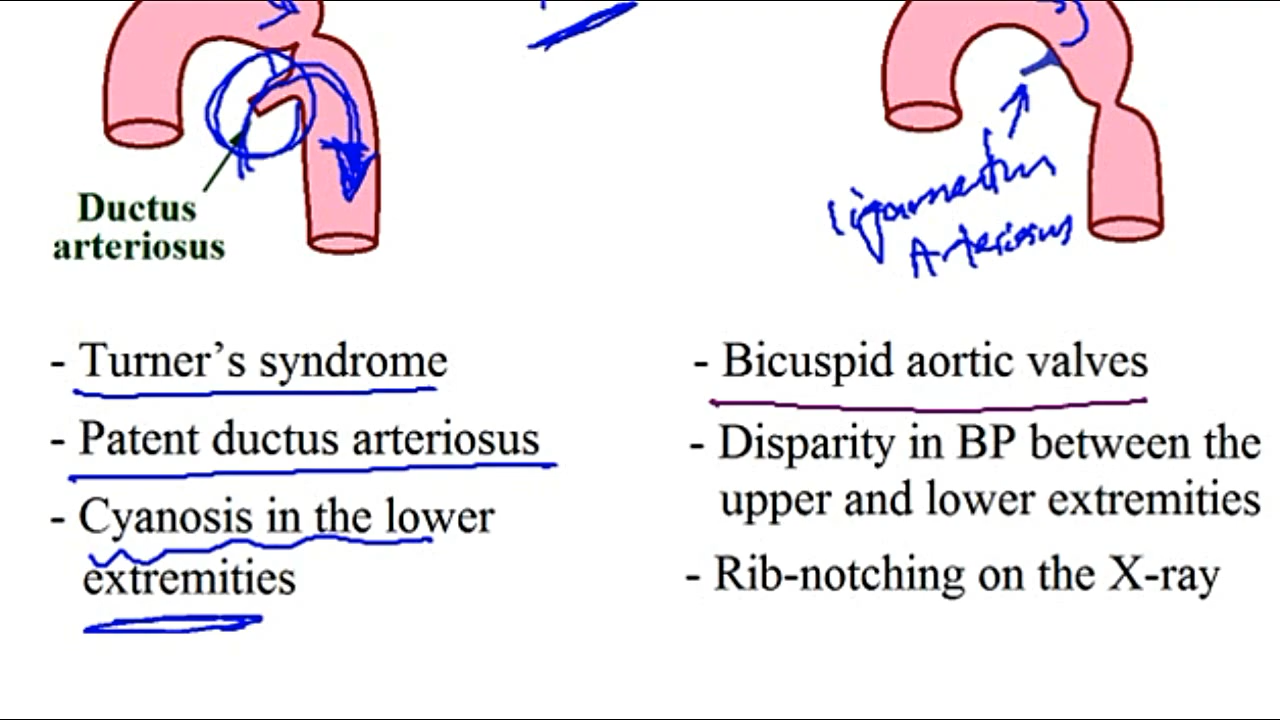 Ductus
arteriosus
ligamentum
Arteriosus
- Turner's syndrome
- Patent ductus arteriosus
- Cyanosis in the lower
extremities
- Bicuspid aortic valves
- Disparity in BP between the
upper and lower extremities
- Rib-notching on the X-ray